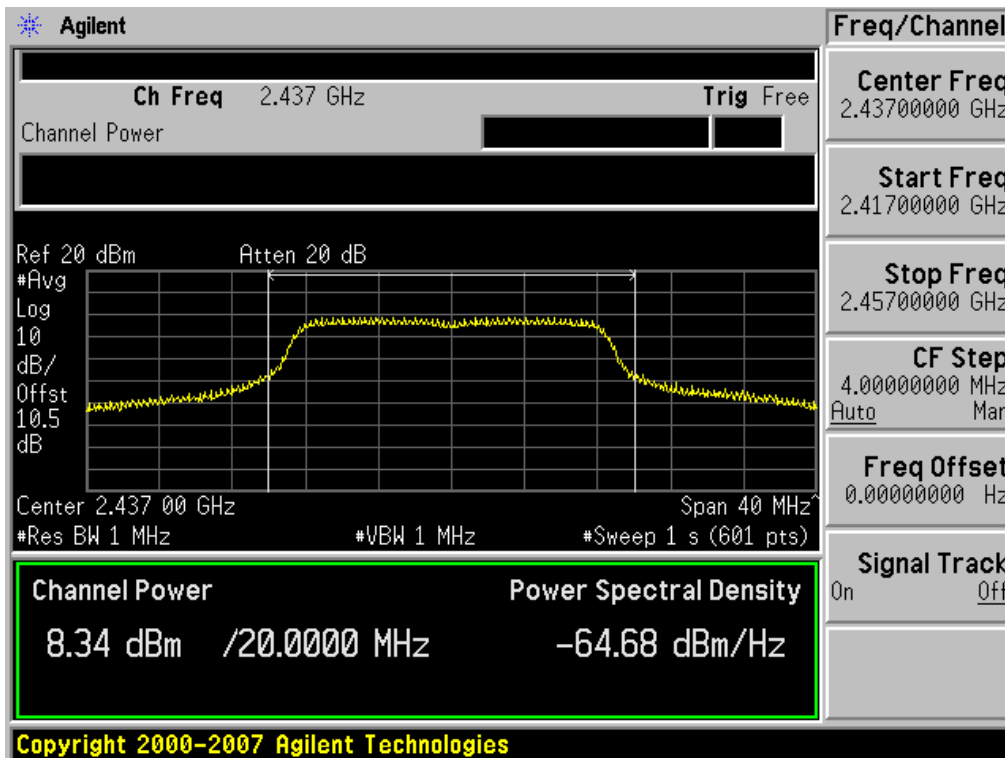 Agilent
Freq/Channel
Ch Freq 2.437 GHz Trig Free
Channel Power
Center Freq
2.43700000 GHz
Start Freq
2.41700000 GHz
Stop Freq
2.45700000 GHz
CF Step
4.00000000 MHz
Auto Man
Freq Offset
0.00000000 Hz
Signal Track
On Off
Ref 20 dBm Atten 20 dB
#Avg
Log
10
dB/
Offst
10.5
dB
Center 2.437 00 GHz Span 40 MHz^
#Res BW 1 MHz #VBW 1 MHz #Sweep 1 s (601 pts)
Channel Power Power Spectral Density
8.34 dBm /20.0000 MHz -64.68 dBm/Hz
Copyright 2000-2007 Agilent Technologies